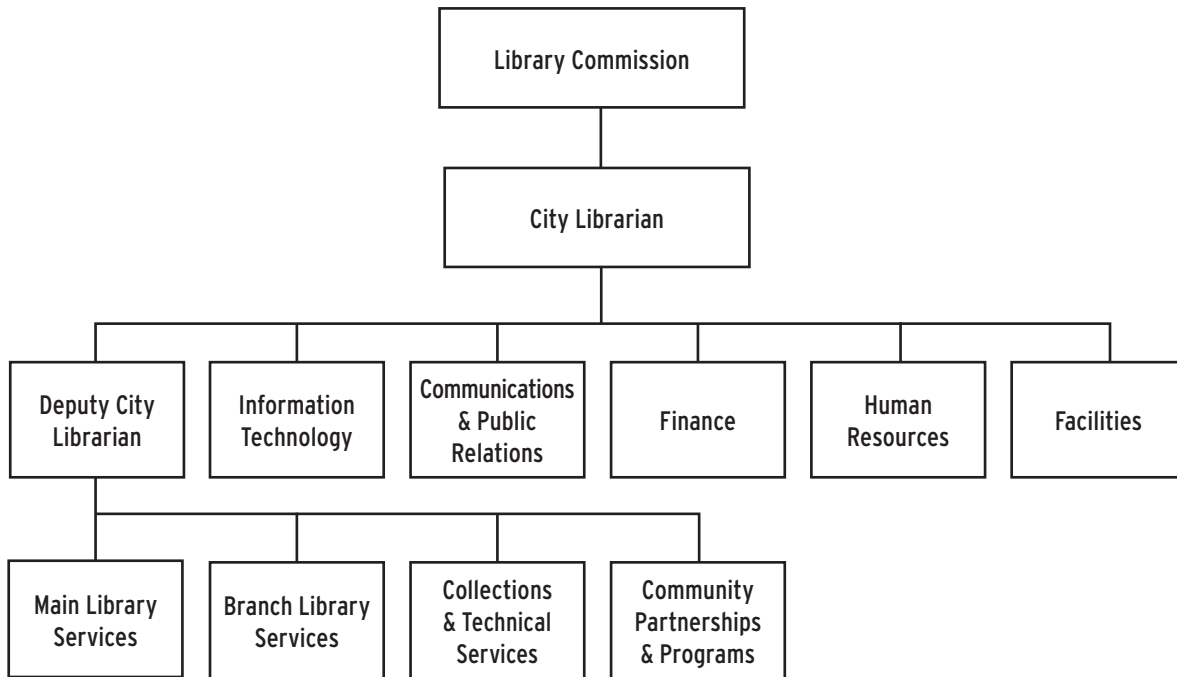 Library Commission
City Librarian
Deputy City
Librarian
Information
Technology
Communications
& Public
Relations
Finance
Human
Resources
Facilities
Main Library
Services
Branch Library
Services
Collections
& Technical
Services
Community
Partnerships
& Programs